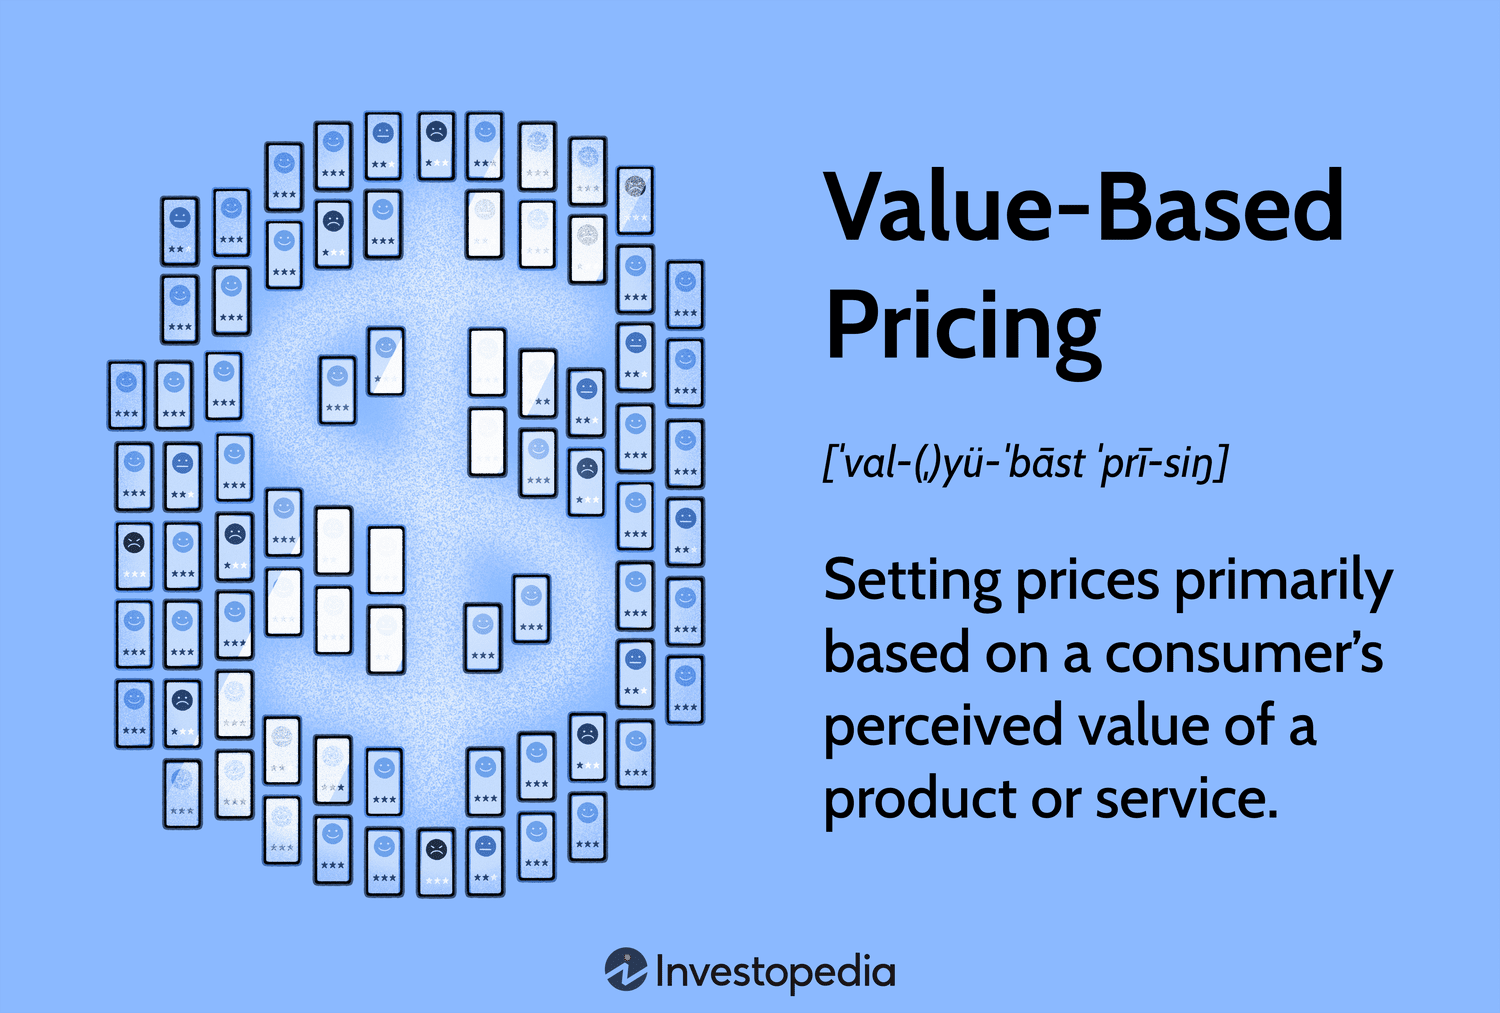 Value-Based
Pricing
[ˈval-(ˌ)yü-ˈbāst ˈprī-siŋ]
Setting prices primarily
based on a consumer’s
perceived value of a
product or service.
Investopedia